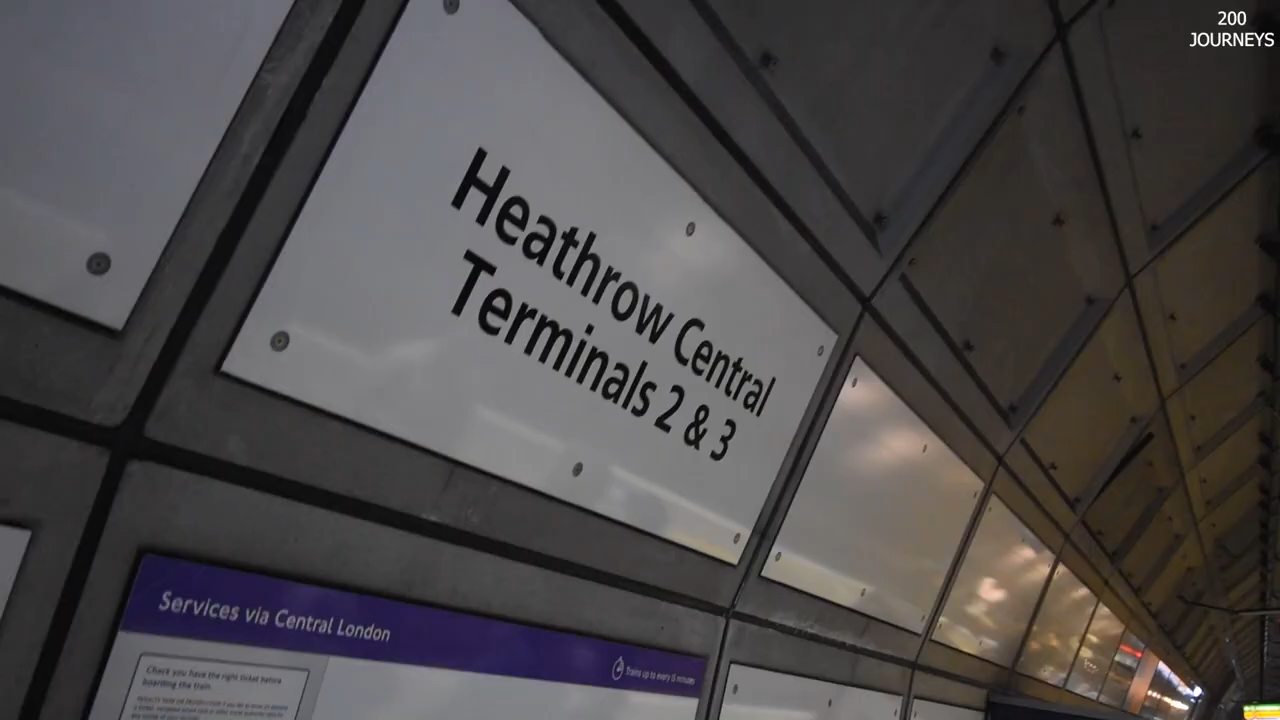 200
JOURNEYS
Heathrow Central
Terminals 2 & 3
Services via Central London
Trains up to every 5 minutes
Check you have the right ticket before
boarding the train.